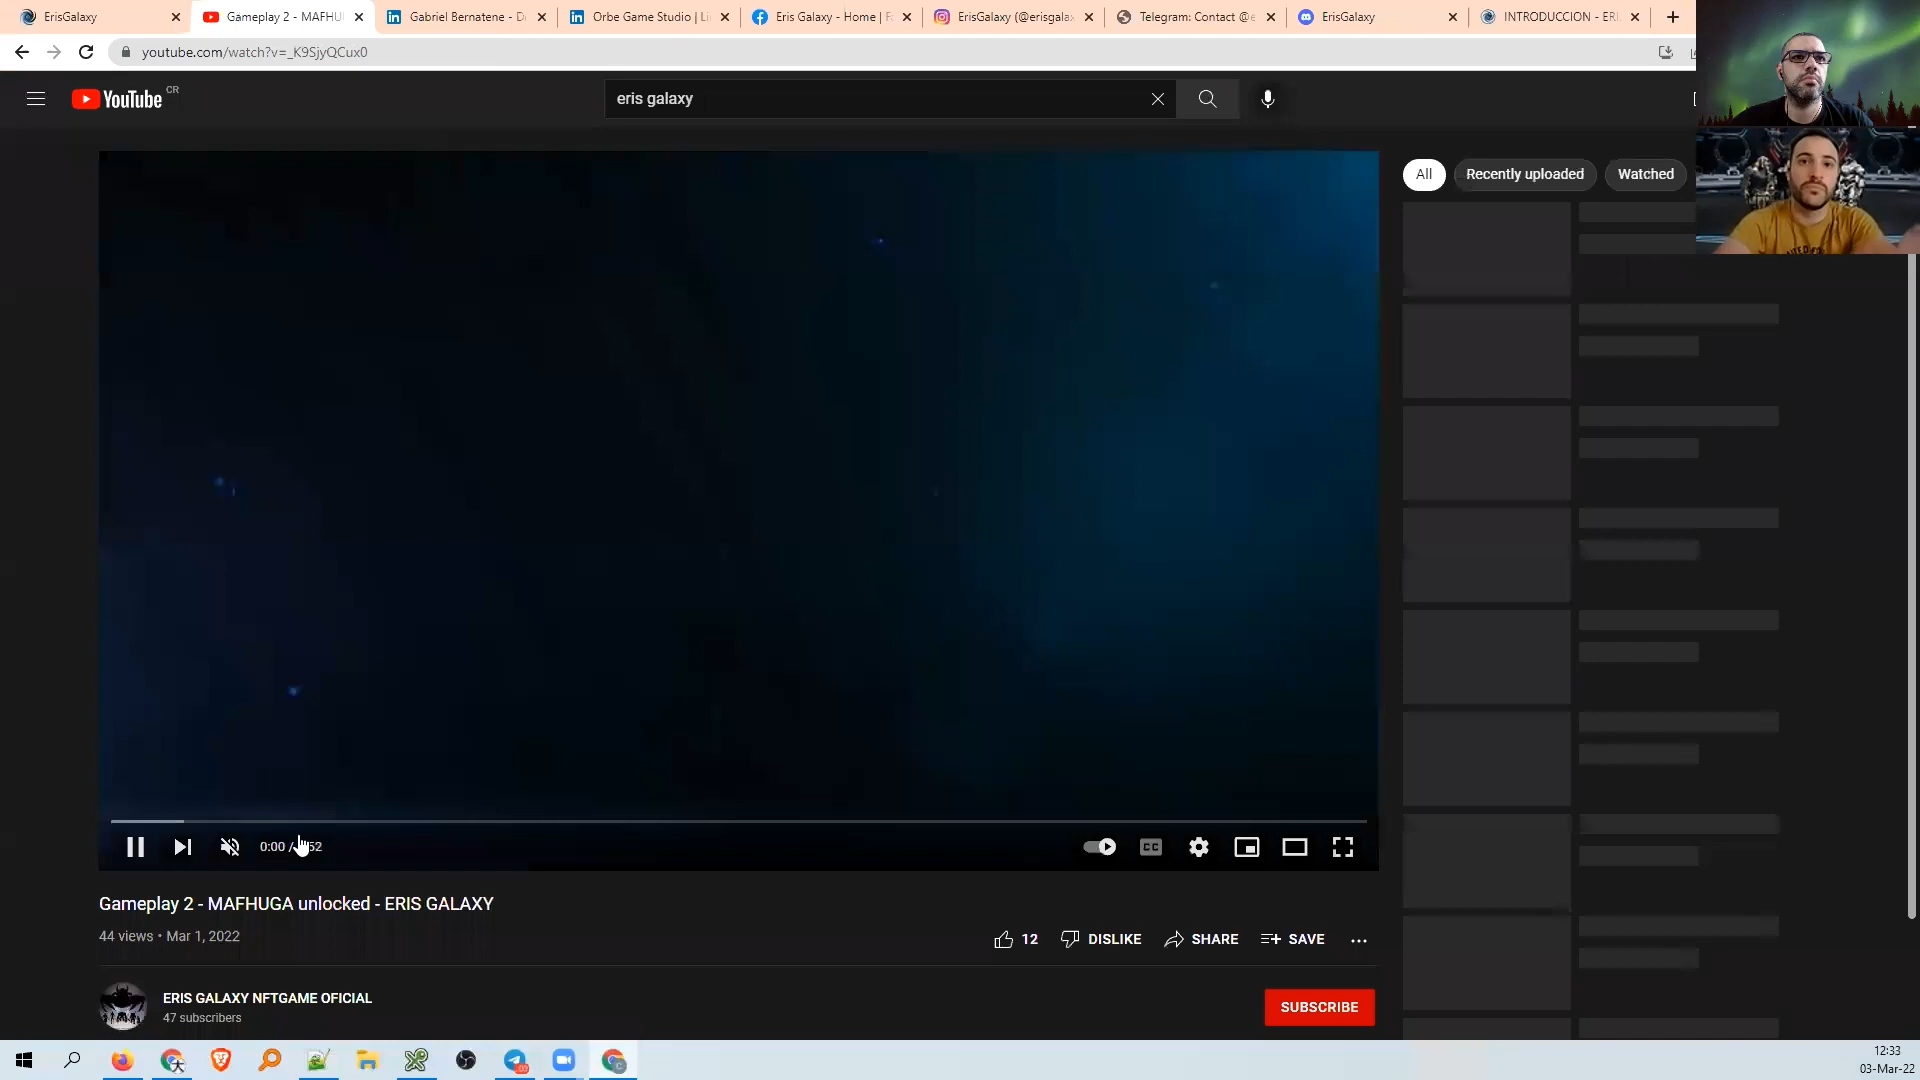 ErisGalaxy
Gameplay 2 - MAFHU
Gabriel Bernatene - D
Orbe Game Studio | Li
Eris Galaxy - Home | F
ErisGalaxy (@erisgala
Telegram: Contact @e
ErisGalaxy
INTRODUCCION - ERI
youtube.com/watch?v=_K9SjyQCux0
YouTube CR
eris galaxy
All
Recently uploaded
Watched
0:00 / 52
CC
Gameplay 2 - MAFHUGA unlocked - ERIS GALAXY
44 views • Mar 1, 2022
12
DISLIKE
SHARE
SAVE
ERIS GALAXY NFTGAME OFICIAL
47 subscribers
SUBSCRIBE
12:33
03-Mar-22